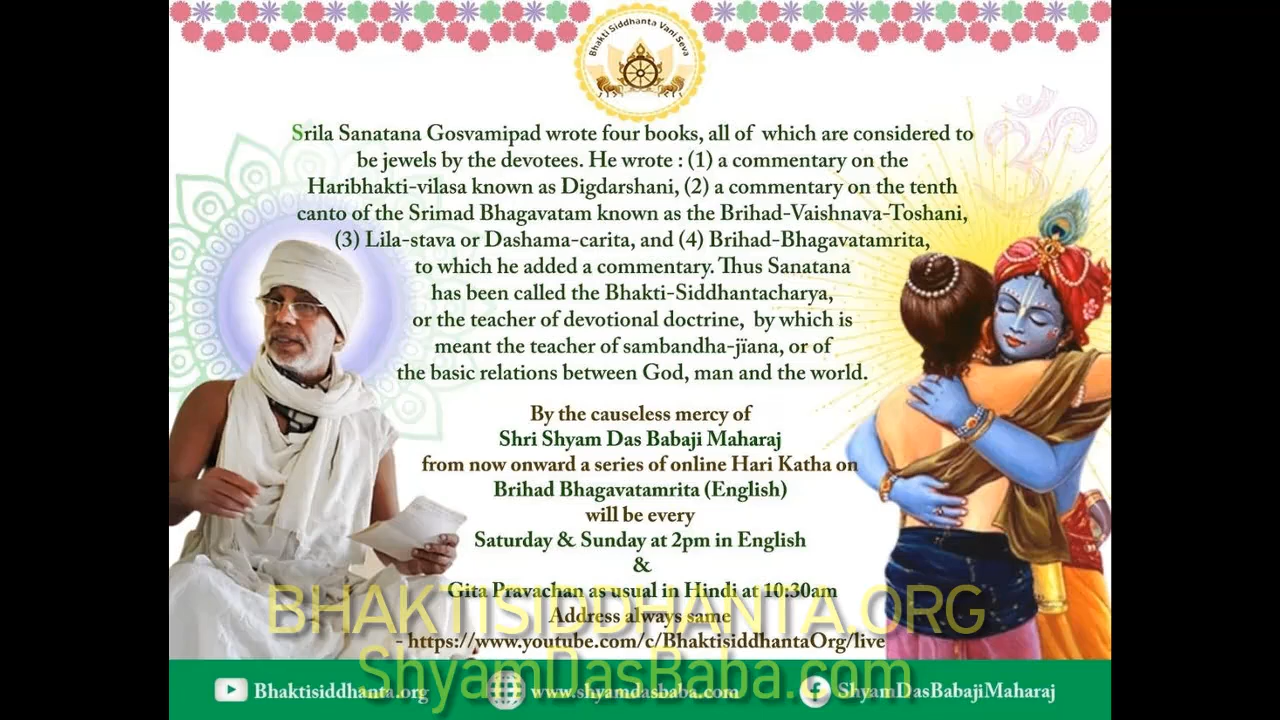 Bhakti Siddhanta Vani Seva
Srila Sanatana Gosvamipad wrote four books, all of which are considered to
be jewels by the devotees. He wrote : (1) a commentary on the
Haribhakti-vilasa known as Digdarshani, (2) a commentary on the tenth
canto of the Srimad Bhagavatam known as the Brihad-Vaishnava-Toshani,
(3) Lila-stava or Dashama-carita, and (4) Brihad-Bhagavatamrita,
to which he added a commentary. Thus Sanatana
has been called the Bhakti-Siddhantacharya,
or the teacher of devotional doctrine, by which is
meant the teacher of sambandha-jïana, or of
the basic relations between God, man and the world.
By the causeless mercy of
Shri Shyam Das Babaji Maharaj
from now onward a series of online Hari Katha on
Brihad Bhagavatamrita (English)
will be every
Saturday & Sunday at 2pm in English
&
Gita Pravachan as usual in Hindi at 10:30am
BHAKTISIDDHANTA.ORG
Address always same
- https://www.youtube.com/c/BhaktisiddhantaOrg/live
ShyamDasBaba.com
Bhaktisiddhanta.org
www.shyamdasbaba.com
ShyamDasBabajiMaharaj
ॐ